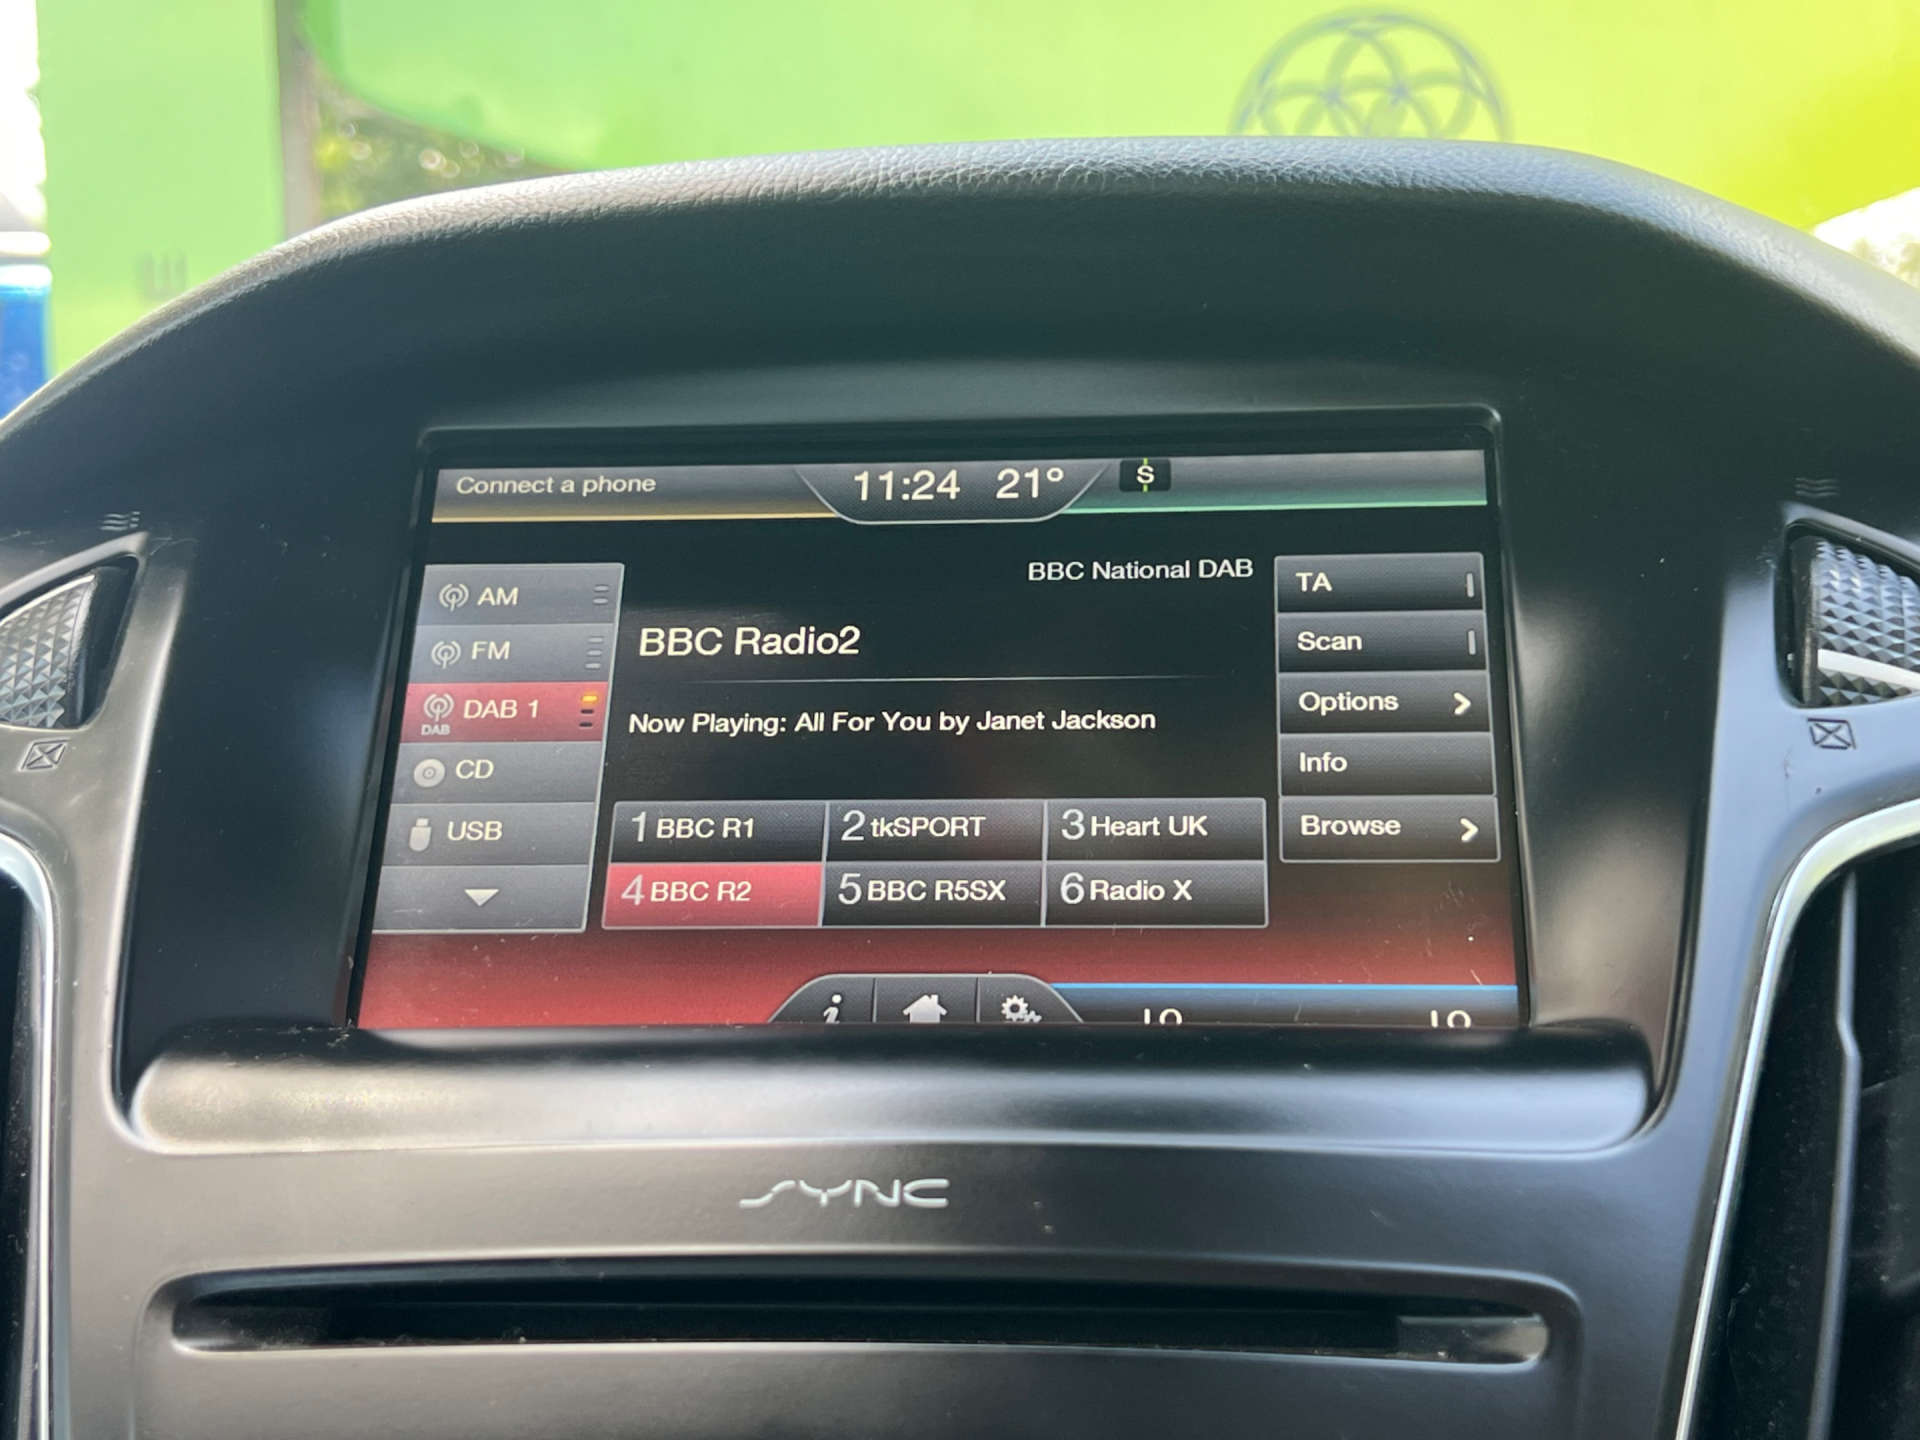 Connect a phone 11:24 21° S
BBC National DAB
AM
FM
DAB 1
DAB
CD
USB
BBC Radio2
Now Playing: All For You by Janet Jackson
1 BBC R1 2 tkSPORT 3 Heart UK
4 BBC R2 5 BBC R5SX 6 Radio X
TA
Scan
Options
Info
Browse
LO LO
SYNC